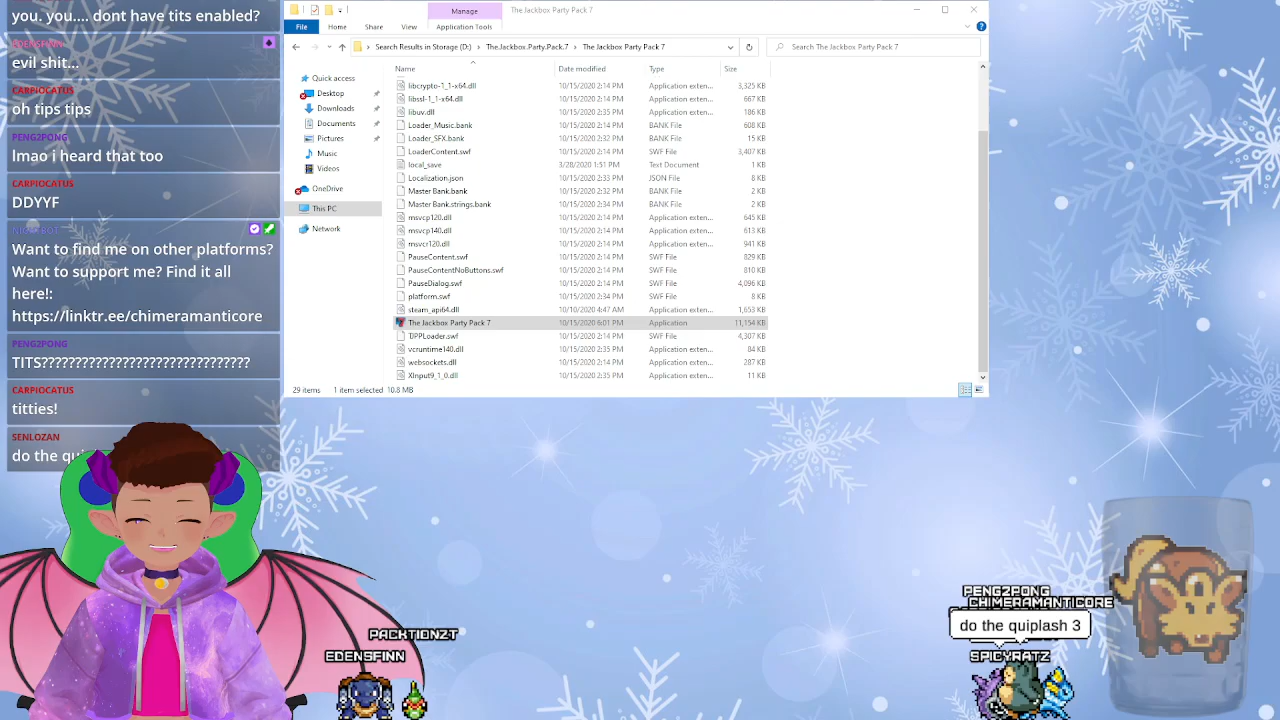 you. you.... dont have tits enabled?
EDENSFINN
evil shit...
CARPIOCATUS
oh tips tips
PENG2PONG
lmao i heard that too
CARPIOCATUS
DDYYF
Want to find me on other platforms?
Want to support me? Find it all
here!:
https://linktr.ee/chimeramanticore
PENG2PONG
TITS????????????????????????????????
CARPIOCATUS
titties!
SENLOZAN
do the qui
Manage
The Jackbox Party Pack 7
File
Home
Share
View
Application Tools
Search Results in Storage (D:)
The.Jackbox.Party.Pack.7
The Jackbox Party Pack 7
Search The Jackbox Party Pack 7
Quick access
Desktop
Downloads
Documents
Pictures
Music
Videos
OneDrive
This PC
Network
Name Date modified Type Size
libcrypto-1_1-x64.dll 10/15/2020 2:14 PM Application exten... 3,325 KB
libssl-1_1-x64.dll 10/15/2020 2:14 PM Application exten... 667 KB
libuv.dll 10/15/2020 2:35 PM Application exten... 186 KB
Loader_Music.bank 10/15/2020 2:14 PM BANK File 608 KB
Loader_SFX.bank 10/15/2020 2:32 PM BANK File 15 KB
LoaderContent.swf 10/15/2020 2:14 PM SWF File 3,407 KB
local_save 3/28/2020 1:51 PM Text Document 1 KB
Localization.json 10/15/2020 2:33 PM JSON File 8 KB
Master Bank.bank 10/15/2020 2:32 PM BANK File 2 KB
Master Bank.strings.bank 10/15/2020 2:34 PM BANK File 2 KB
msvcp120.dll 10/15/2020 2:14 PM Application exten... 645 KB
msvcp140.dll 10/15/2020 2:14 PM Application exten... 613 KB
msvcr120.dll 10/15/2020 2:14 PM Application exten... 941 KB
PauseContent.swf 10/15/2020 2:14 PM SWF File 829 KB
PauseContentNoButtons.swf 10/15/2020 2:14 PM SWF File 810 KB
PauseDialog.swf 10/15/2020 2:14 PM SWF File 4,096 KB
platform.swf 10/15/2020 2:34 PM SWF File 8 KB
steam_api64.dll 10/10/2020 4:47 AM Application exten... 1,653 KB
The Jackbox Party Pack 7 10/15/2020 6:01 PM Application 11,154 KB
TJPPLoader.swf 10/15/2020 2:14 PM SWF File 4,307 KB
vcruntime140.dll 10/15/2020 2:35 PM Application exten... 84 KB
websockets.dll 10/15/2020 2:14 PM Application exten... 287 KB
XInput9_1_0.dll 10/15/2020 2:35 PM Application exten... 11 KB
29 items 1 item selected 10.8 MB
PACKTIONZT
EDENSFINN
PENG2PONG
CHIMERAMANTICORE
do the quiplash 3
SPICYRATZ